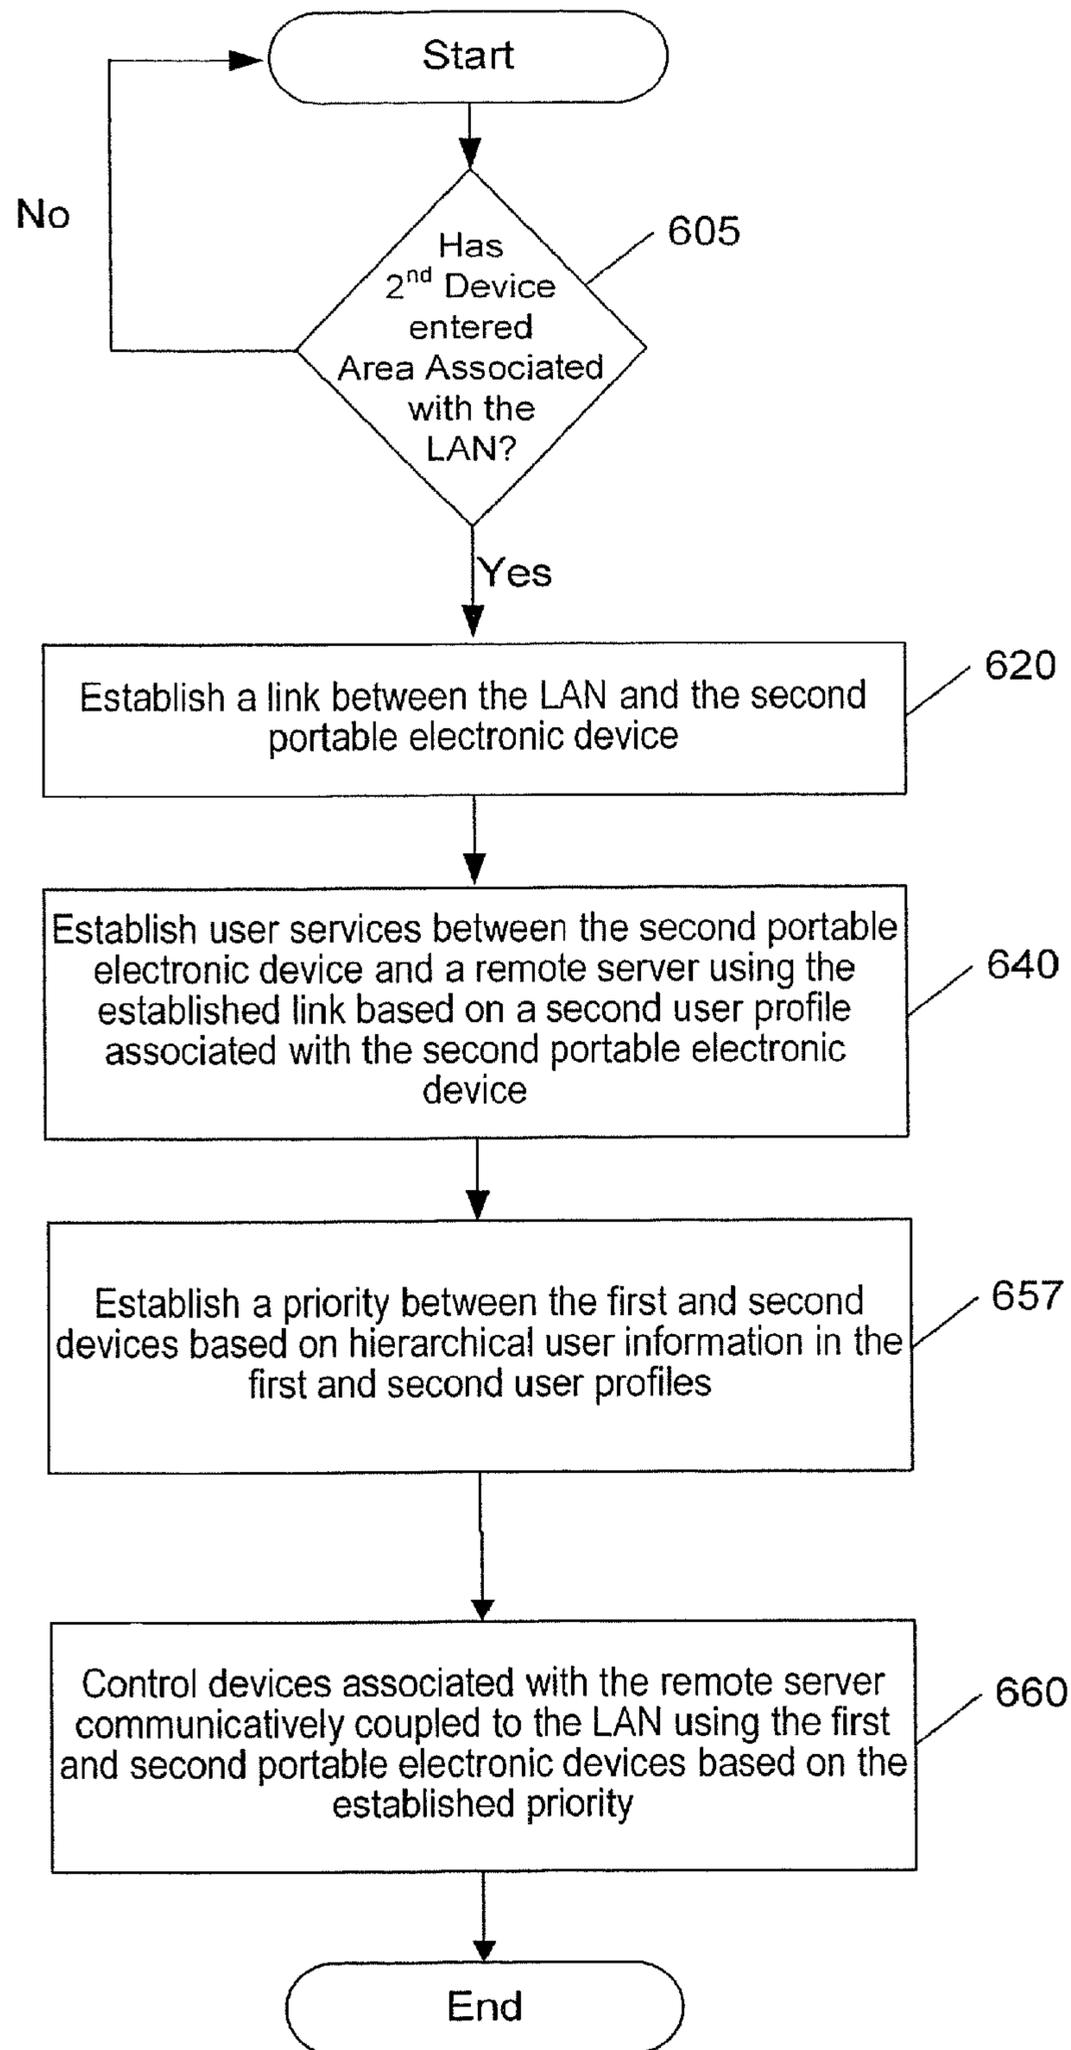 Start
No
605
Has
2nd Device
entered
Area Associated
with the
LAN?
Yes
620
Establish a link between the LAN and the second
portable electronic device
Establish user services between the second portable
electronic device and a remote server using the
established link based on a second user profile
associated with the second portable electronic
device
640
Establish a priority between the first and second
devices based on hierarchical user information in the
first and second user profiles
657
Control devices associated with the remote server
communicatively coupled to the LAN using the first
and second portable electronic devices based on the
established priority
660
End